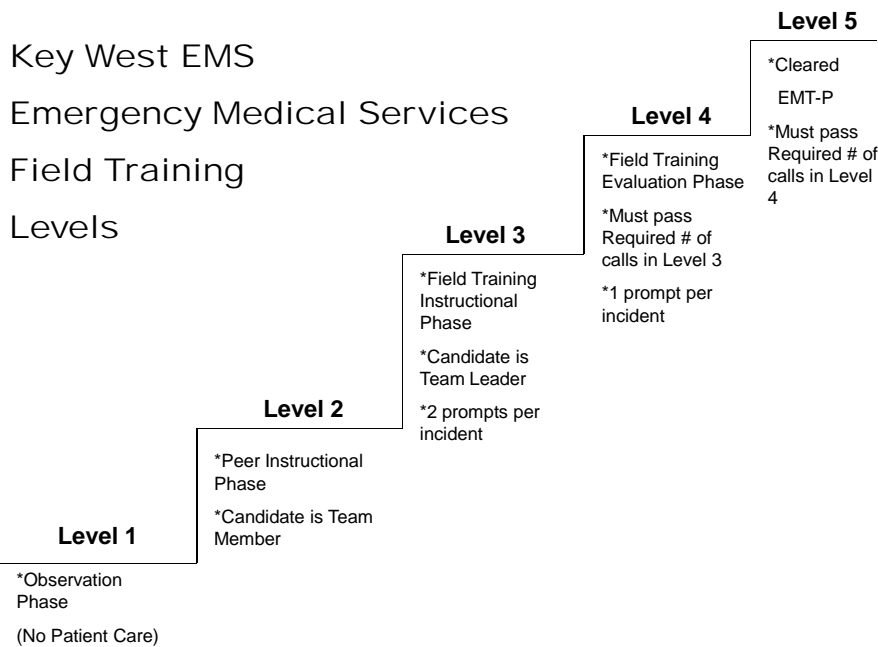 Key West EMS
Emergency Medical Services
Field Training
Levels
Level 1
*Observation
Phase
(No Patient Care)
Level 2
*Peer Instructional
Phase
*Candidate is Team
Member
Level 3
*Field Training
Instructional
Phase
*Candidate is
Team Leader
*2 prompts per
incident
Level 4
*Field Training
Evaluation Phase
*Must pass
Required # of
calls in Level 3
*1 prompt per
incident
Level 5
*Cleared
EMT-P
*Must pass
Required # of
calls in Level
4